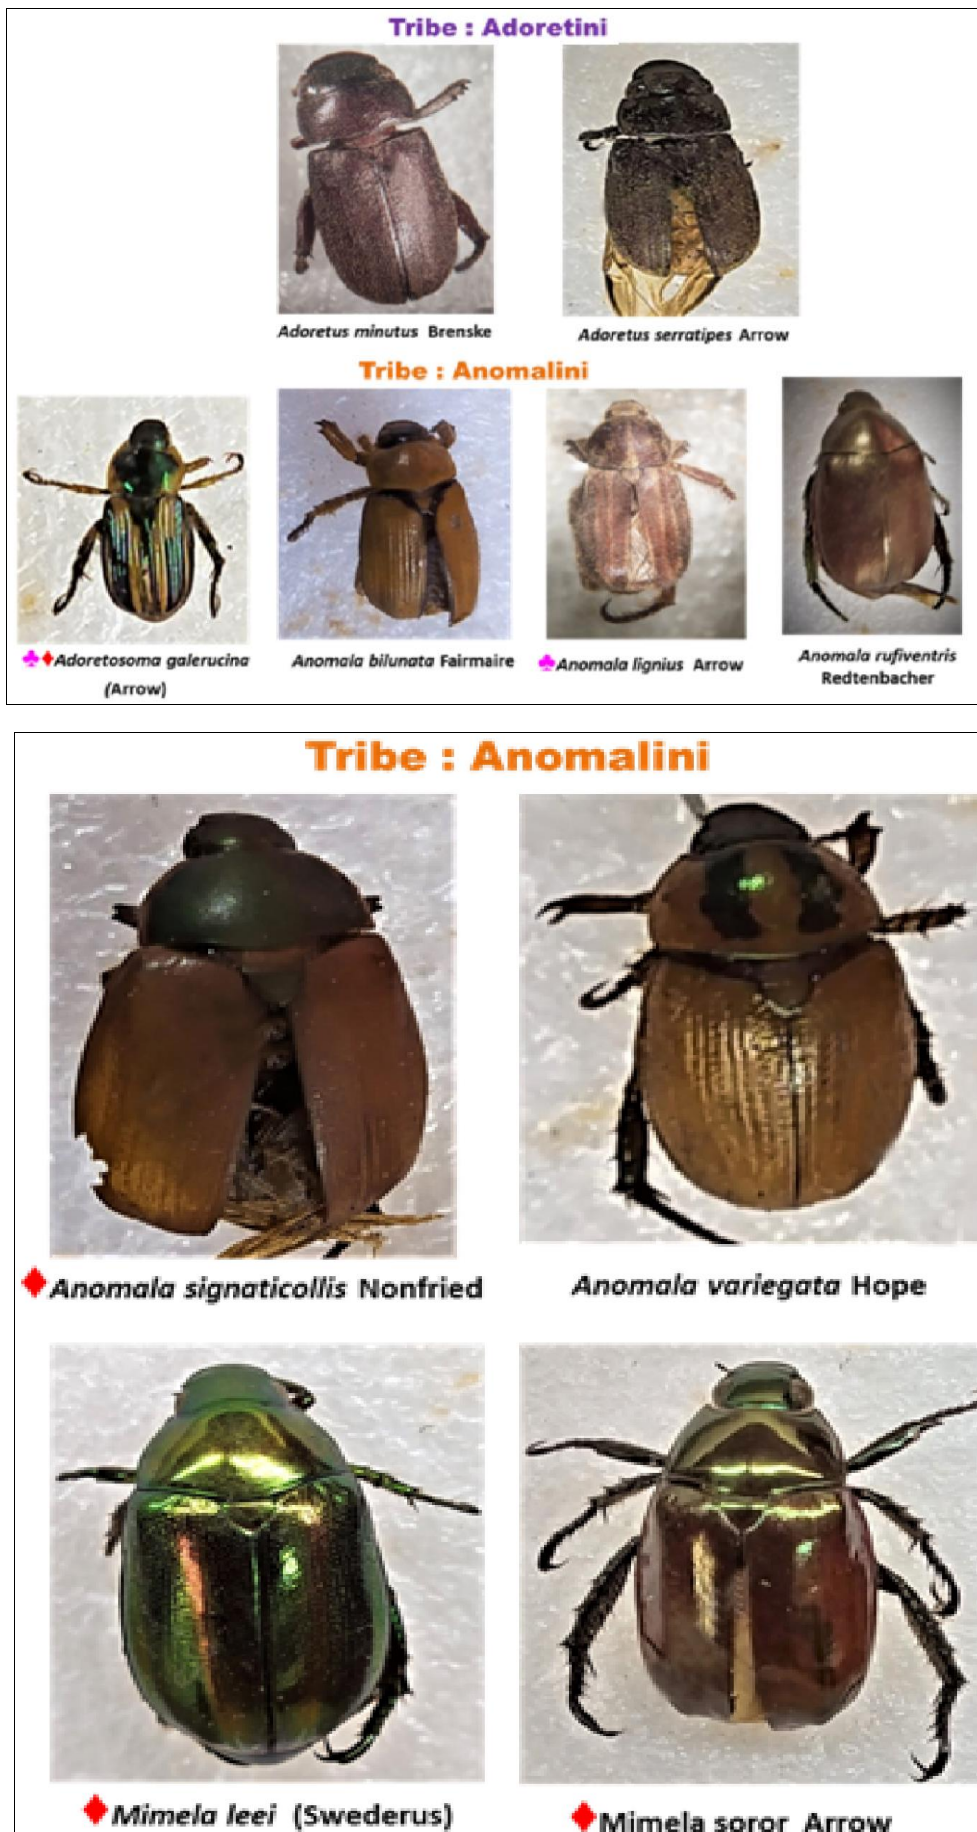 Tribe : Adoretini
Adoretus minutus Brenske
Adoretus serratipes Arrow
Tribe : Anomalini
♣♦Adoretosoma galerucina
(Arrow)
Anomala bilunata Fairmaire
♣Anomala lignius Arrow
Anomala rufiventris
Redtenbacher
Tribe : Anomalini
♦Anomala signaticollis Nonfried
Anomala variegata Hope
♦Mimela leei (Swederus)
♦Mimela soror Arrow